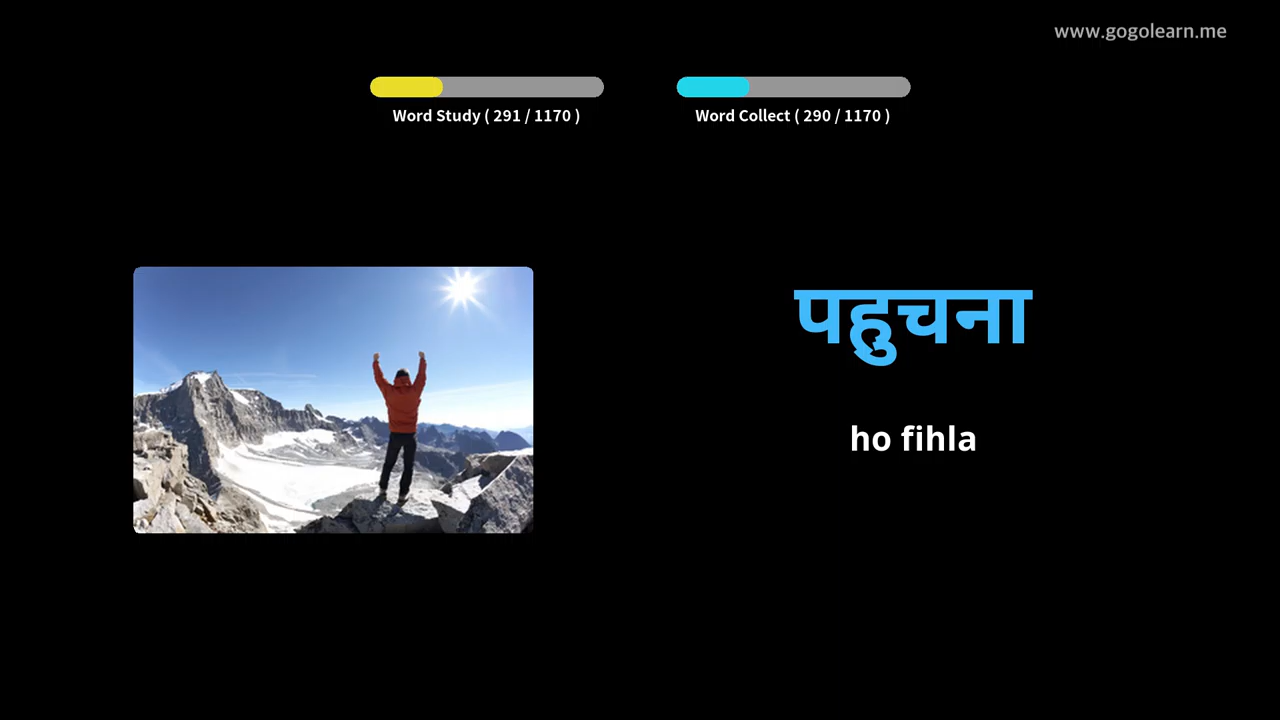 www.gogolearn.me
Word Study ( 291 / 1170 )
Word Collect ( 290 / 1170 )
पहुचना
ho fihla